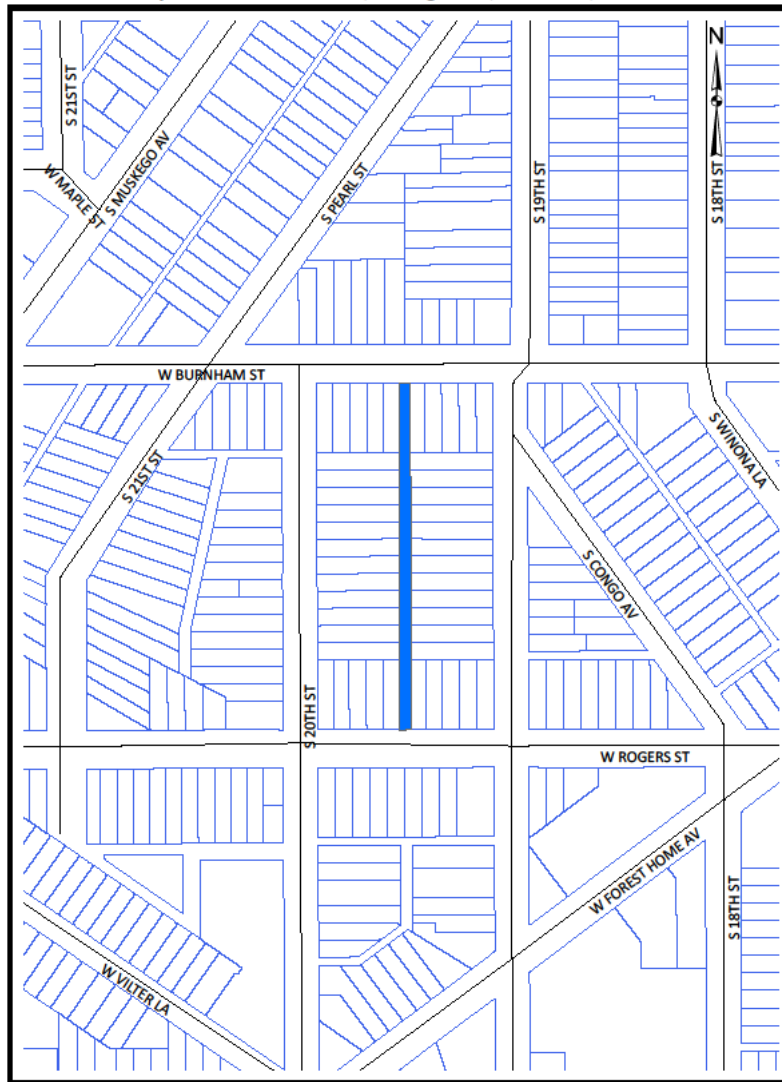 N
S 21ST ST
S MUSKEGO AV
W MAPLE ST
S PEARL ST
S 19TH ST
S 18TH ST
W BURNHAM ST
S WINONA LA
S 21ST ST
S CONGO AV
S 20TH ST
W ROGERS ST
W FOREST HOME AV
S 18TH ST
W VILTER LA